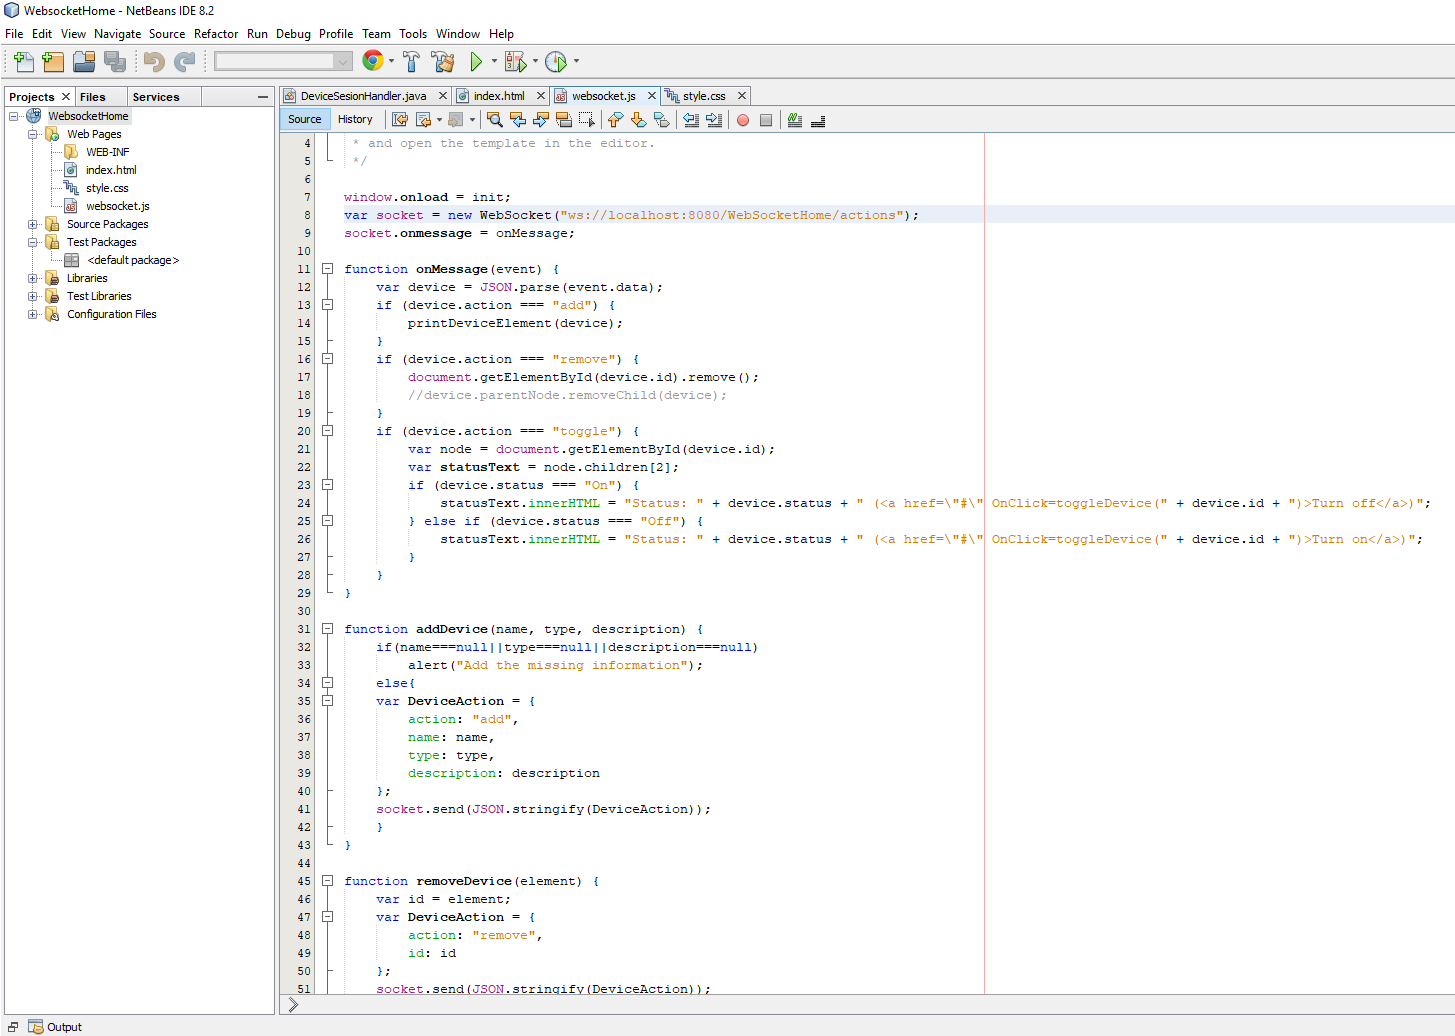 WebsocketHome - NetBeans IDE 8.2
File Edit View Navigate Source Refactor Run Debug Profile Team Tools Window Help
Projects Files Services
WebsocketHome
Web Pages
WEB-INF
index.html
style.css
websocket.js
Source Packages
Test Packages
<default package>
Libraries
Test Libraries
Configuration Files
DeviceSesionHandler.java index.html websocket.js style.css
Source History
4 * and open the template in the editor.
5 */
6
7 window.onload = init;
8 var socket = new WebSocket("ws://localhost:8080/WebSocketHome/actions");
9 socket.onmessage = onMessage;
10
11 function onMessage(event) {
12 var device = JSON.parse(event.data);
13 if (device.action === "add") {
14 printDeviceElement(device);
15 }
16 if (device.action === "remove") {
17 document.getElementById(device.id).remove();
18 //device.parentNode.removeChild(device);
19 }
20 if (device.action === "toggle") {
21 var node = document.getElementById(device.id);
22 var statusText = node.children[2];
23 if (device.status === "On") {
24 statusText.innerHTML = "Status: " + device.status + " (<a href=\"#\" OnClick=toggleDevice(" + device.id + ")>Turn off</a>)";
25 } else if (device.status === "Off") {
26 statusText.innerHTML = "Status: " + device.status + " (<a href=\"#\" OnClick=toggleDevice(" + device.id + ")>Turn on</a>)";
27 }
28 }
29 }
30
31 function addDevice(name, type, description) {
32 if(name===null||type===null||description===null)
33 alert("Add the missing information");
34 else{
35 var DeviceAction = {
36 action: "add",
37 name: name,
38 type: type,
39 description: description
40 };
41 socket.send(JSON.stringify(DeviceAction));
42 }
43 }
44
45 function removeDevice(element) {
46 var id = element;
47 var DeviceAction = {
48 action: "remove",
49 id: id
50 };
51 socket.send(JSON.stringify(DeviceAction));
Output